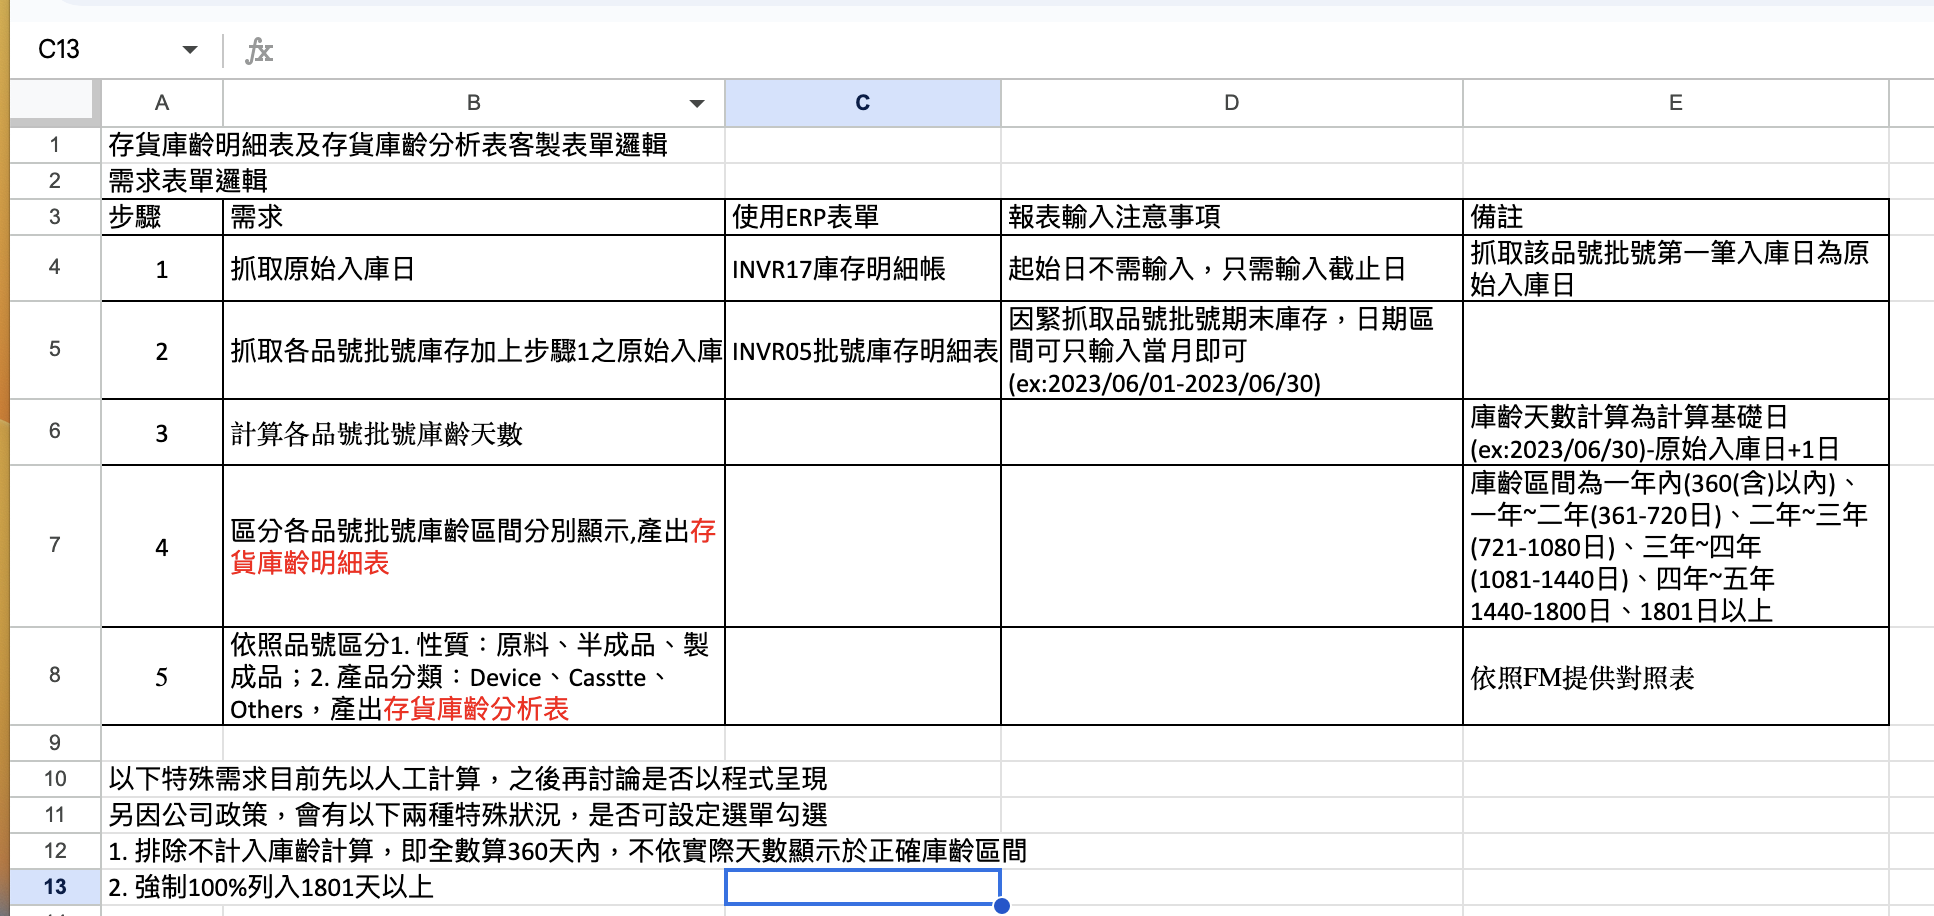 C13
fx
A B C D E
1 存貨庫齡明細表及存貨庫齡分析表客製表單邏輯
2 需求表單邏輯
3 步驟 需求 使用ERP表單 報表輸入注意事項 備註
4 1 抓取原始入庫日 INVR17庫存明細帳 起始日不需輸入，只需輸入截止日 抓取該品號批號第一筆入庫日為原
始入庫日
5 2 抓取各品號批號庫存加上步驟1之原始入庫 INVR05批號庫存明細表 因緊抓取品號批號期末庫存，日期區
間可只輸入當月即可
(ex:2023/06/01-2023/06/30)
6 3 計算各品號批號庫齡天數 庫齡天數計算為計算基礎日
(ex:2023/06/30)-原始入庫日+1日
7 4 區分各品號批號庫齡區間分別顯示,產出存
貨庫齡明細表
庫齡區間為一年內(360(含)以內)、
一年~二年(361-720日)、二年~三年
(721-1080日)、三年~四年
(1081-1440日)、四年~五年
1440-1800日、1801日以上
8 5 依照品號區分1. 性質：原料、半成品、製
成品；2. 產品分類：Device、Casstte、
Others，產出存貨庫齡分析表
依照FM提供對照表
9
10 以下特殊需求目前先以人工計算，之後再討論是否以程式呈現
11 另因公司政策，會有以下兩種特殊狀況，是否可設定選單勾選
12 1. 排除不計入庫齡計算，即全數算360天內，不依實際天數顯示於正確庫齡區間
13 2. 強制100%列入1801天以上